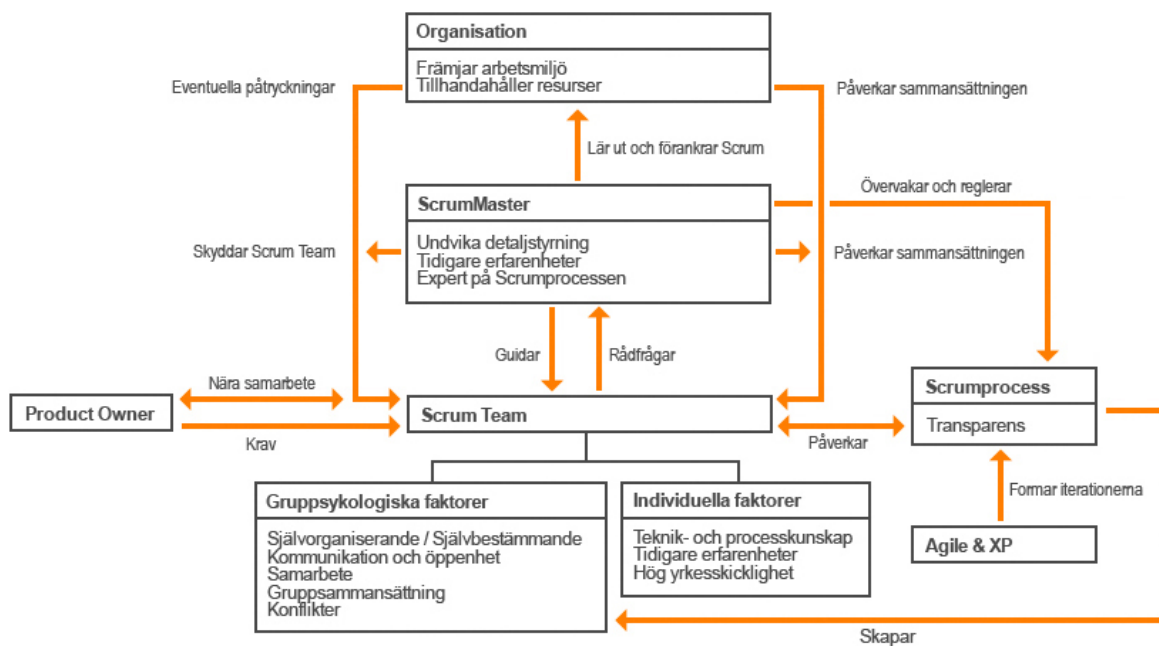 Organisation
Främjar arbetsmiljö
Tillhandahåller resurser
Eventuella påtryckningar
Påverkar sammansättningen
Lär ut och förankrar Scrum
Övervakar och reglerar
ScrumMaster
Undvika detaljstyrning
Tidigare erfarenheter
Expert på Scrumprocessen
Skyddar Scrum Team
Påverkar sammansättningen
Guidar
Rådfrågar
Nära samarbete
Product Owner
Krav
Scrum Team
Påverkar
Scrumprocess
Transparens
Formar iterationerna
Agile & XP
Gruppsykologiska faktorer
Självorganiserande / Självbestämmande
Kommunikation och öppenhet
Samarbete
Gruppsammansättning
Konflikter
Individuella faktorer
Teknik- och processkunskap
Tidigare erfarenheter
Hög yrkesskicklighet
Skapar